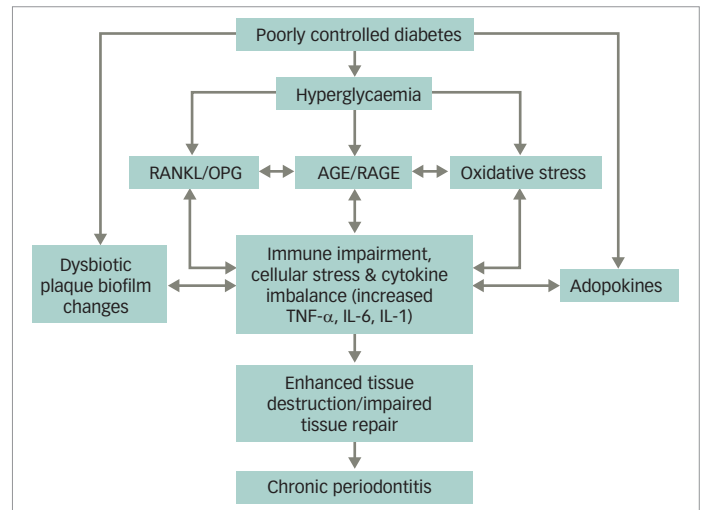 Poorly controlled diabetes
Hyperglycaemia
RANKL/OPG
AGE/RAGE
Oxidative stress
Dysbiotic
plaque biofilm
changes
Immune impairment,
cellular stress & cytokine
imbalance (increased
TNF-α, IL-6, IL-1)
Adopokines
Enhanced tissue
destruction/impaired
tissue repair
Chronic periodontitis